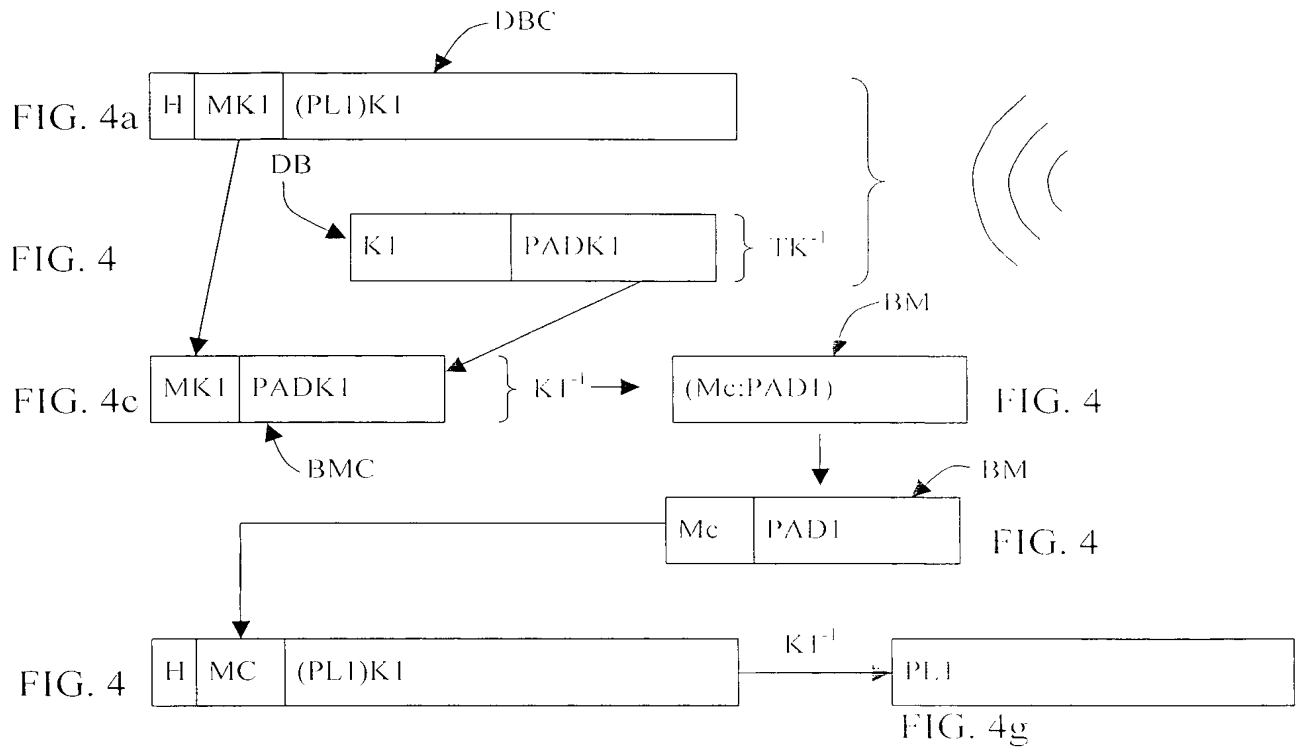 DBC
FIG. 4a
H MK1 (PL1)K1
DB
FIG. 4
K1 PADK1 TK⁻¹
BM
FIG. 4c
MK1 PADK1 K1⁻¹
(Mc:PAD1) FIG. 4
BMC
BM
Mc PAD1 FIG. 4
FIG. 4
H MC (PL1)K1
K1⁻¹
PL1
FIG. 4g